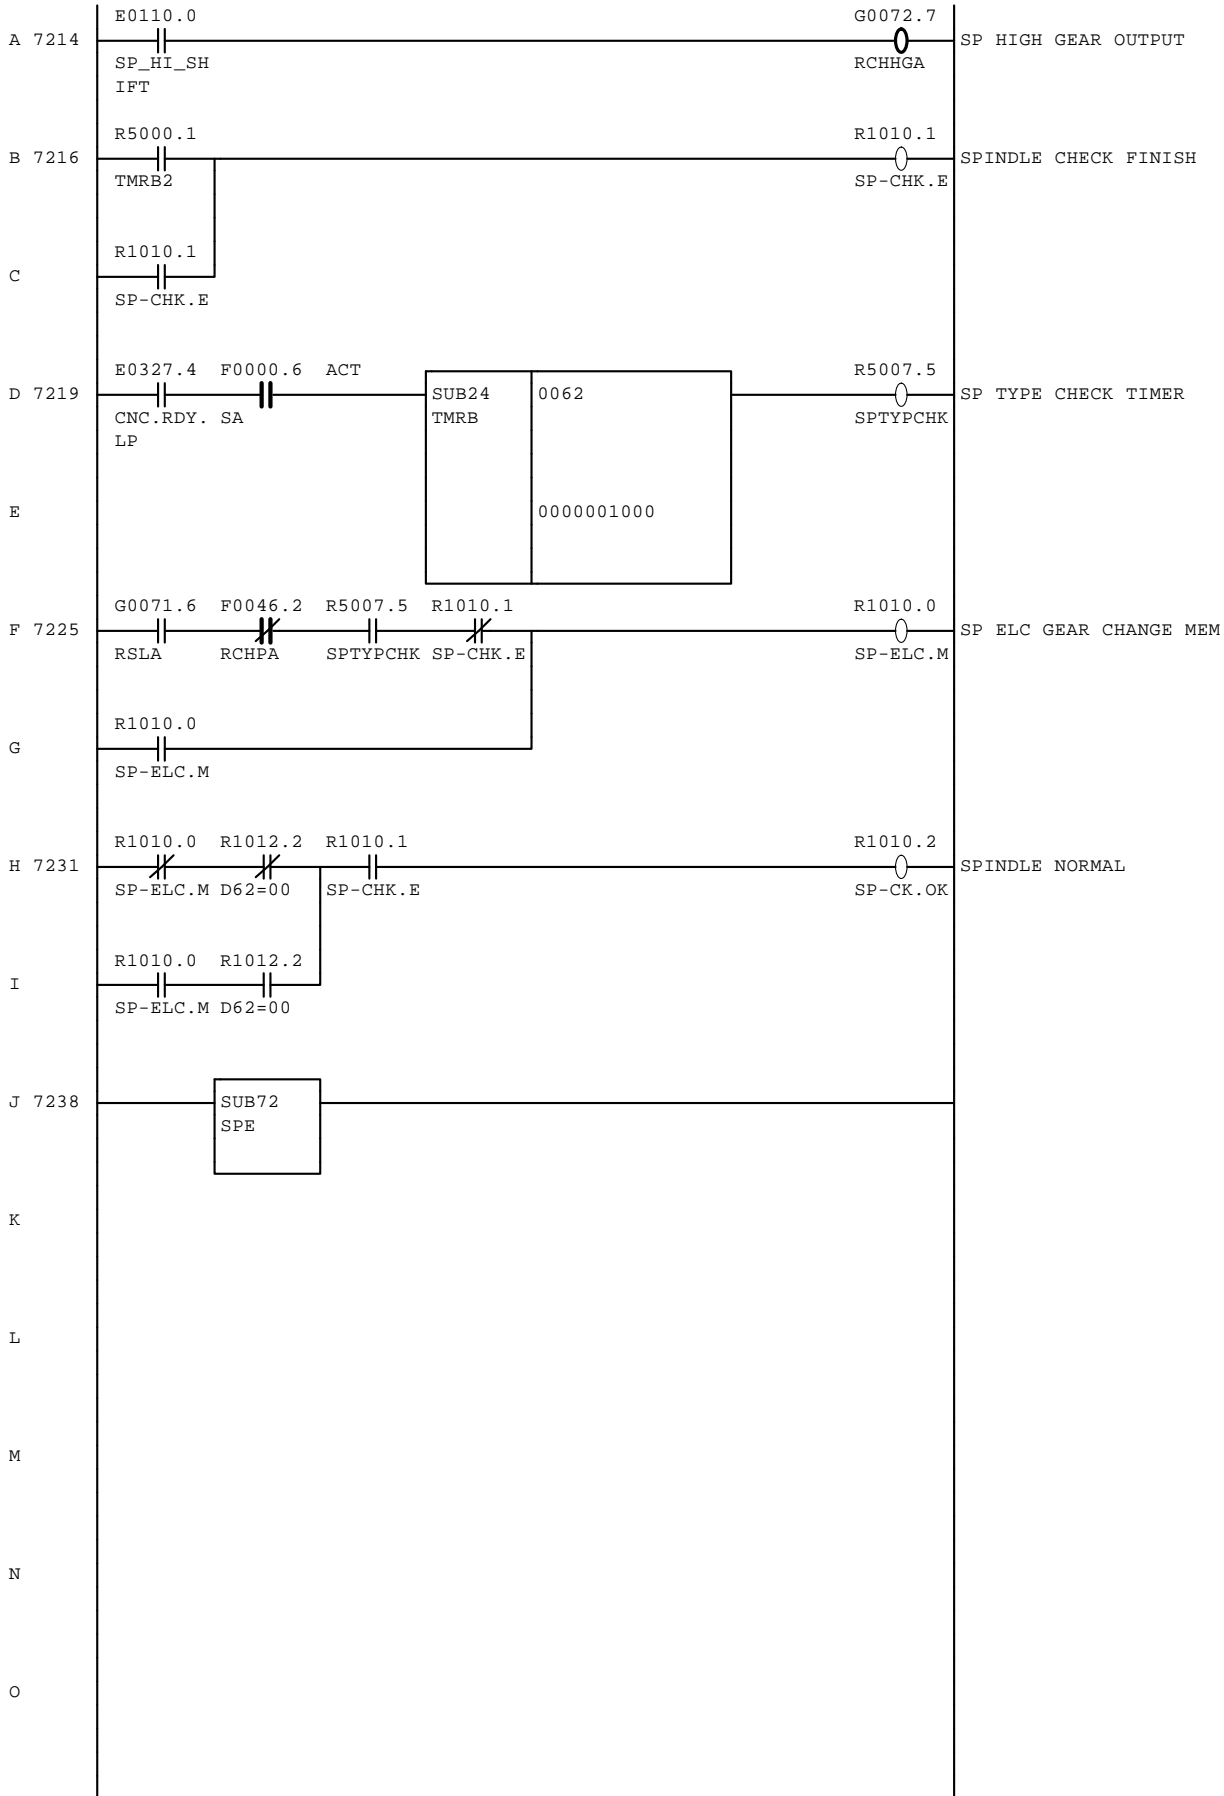 E0110.0 G0072.7
A 7214 SP HIGH GEAR OUTPUT
SP_HI_SH RCHHGA
IFT
R5000.1 R1010.1
B 7216 SPINDLE CHECK FINISH
TMRB2 SP-CHK.E
R1010.1
C
SP-CHK.E
E0327.4 F0000.6 ACT R5007.5
D 7219 SUB24 0062 SP TYPE CHECK TIMER
CNC.RDY. SA TMRB SPTYPCHK
LP
E 0000001000
G0071.6 F0046.2 R5007.5 R1010.1 R1010.0
F 7225 SP ELC GEAR CHANGE MEM
RSLA RCHPA SPTYPCHK SP-CHK.E SP-ELC.M
R1010.0
G
SP-ELC.M
R1010.0 R1012.2 R1010.1 R1010.2
H 7231 SPINDLE NORMAL
SP-ELC.M D62=00 SP-CHK.E SP-CK.OK
R1010.0 R1012.2
I
SP-ELC.M D62=00
J 7238 SUB72
SPE
K
L
M
N
O